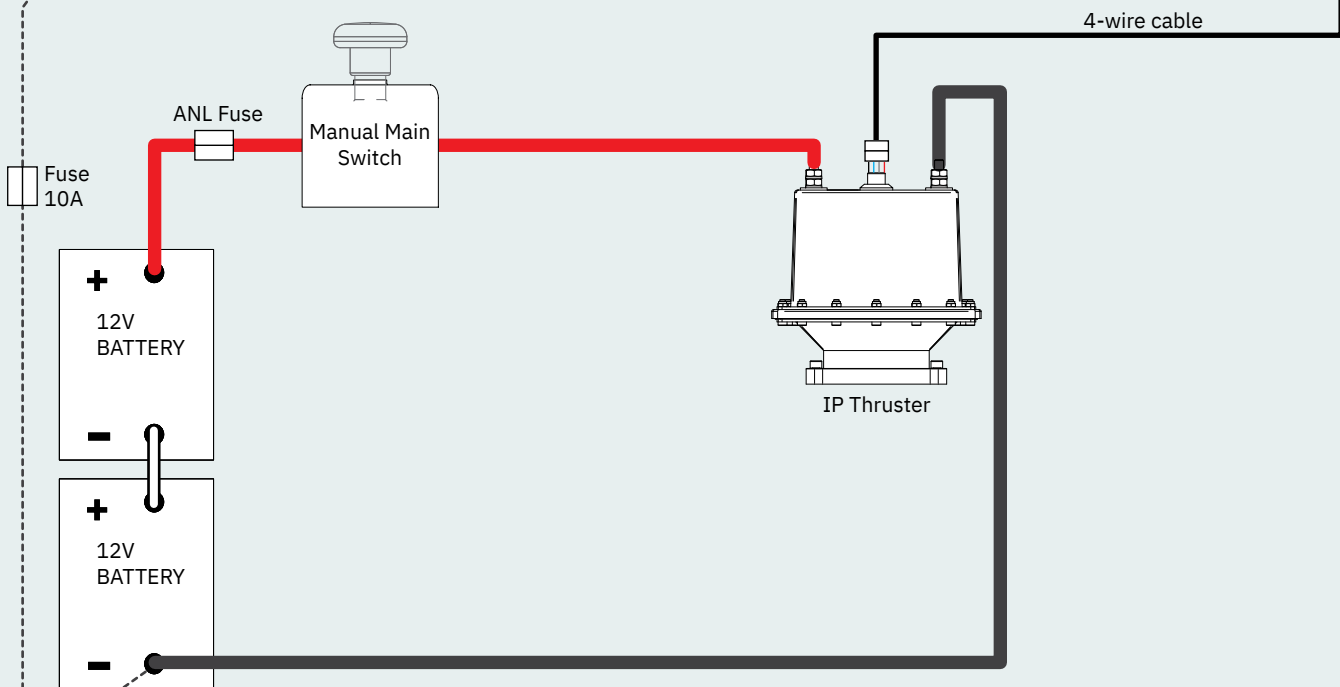 4-wire cable
ANL Fuse
Manual Main
Switch
Fuse
10A
+
12V
BATTERY
-
IP Thruster
+
12V
BATTERY
-